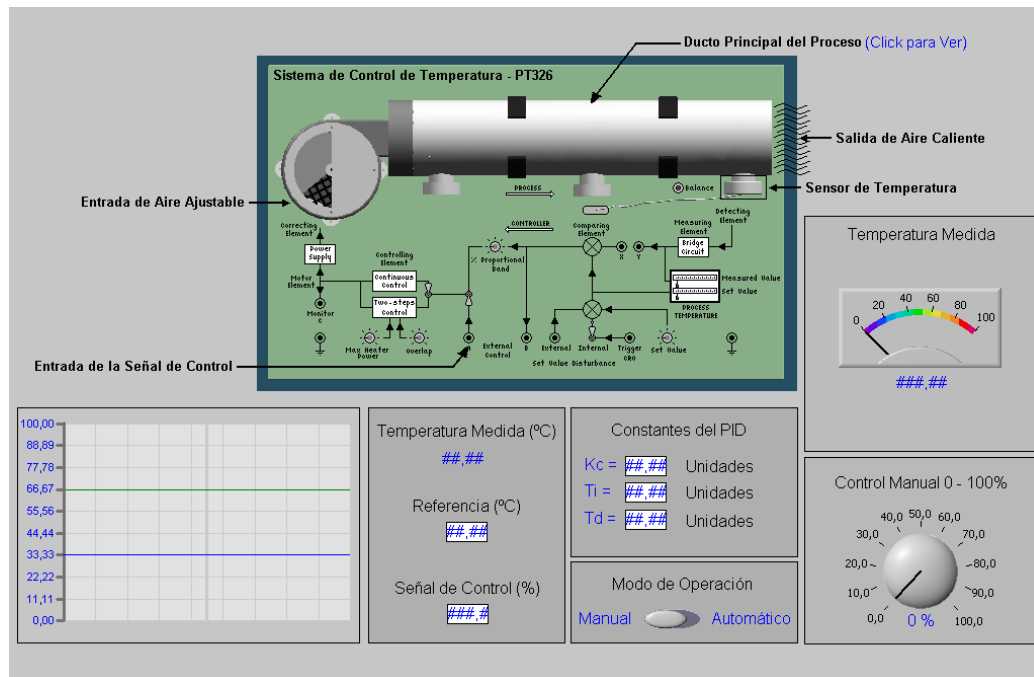 Ducto Principal del Proceso (Click para Ver)
Sistema de Control de Temperatura - PT326
Salida de Aire Caliente
Sensor de Temperatura
Entrada de Aire Ajustable
Entrada de la Señal de Control
PROCESS
Balance
CONTROLLER
Correcting
Element
Power
Supply
Motor
Element
Monitor
C
Controlling
Element
Continuous
Control
Two-steps
Control
Max Heater
Power
Overlap
% Proportional
Band
External
Control
Comparing
Element
X
Y
Measuring
Element
Bridge
Circuit
Detecting
Element
Measured Value
Set Value
PROCESS
TEMPERATURE
B
External
Internal
Trigger
CRO
Set Value
Set Value Disturbance
Temperatura Medida
0
20
40
60
80
100
###,##
100,00
88,89
77,78
66,67
55,56
44,44
33,33
22,22
11,11
0,00
Temperatura Medida (ºC)
##,##
Referencia (ºC)
##,##
Señal de Control (%)
###,#
Constantes del PID
Kc = ##,## Unidades
Ti = ##,## Unidades
Td = ##,## Unidades
Modo de Operación
Manual Automático
Control Manual 0 - 100%
0,0
10,0
20,0
30,0
40,0
50,0
60,0
70,0
80,0
90,0
100,0
0 %